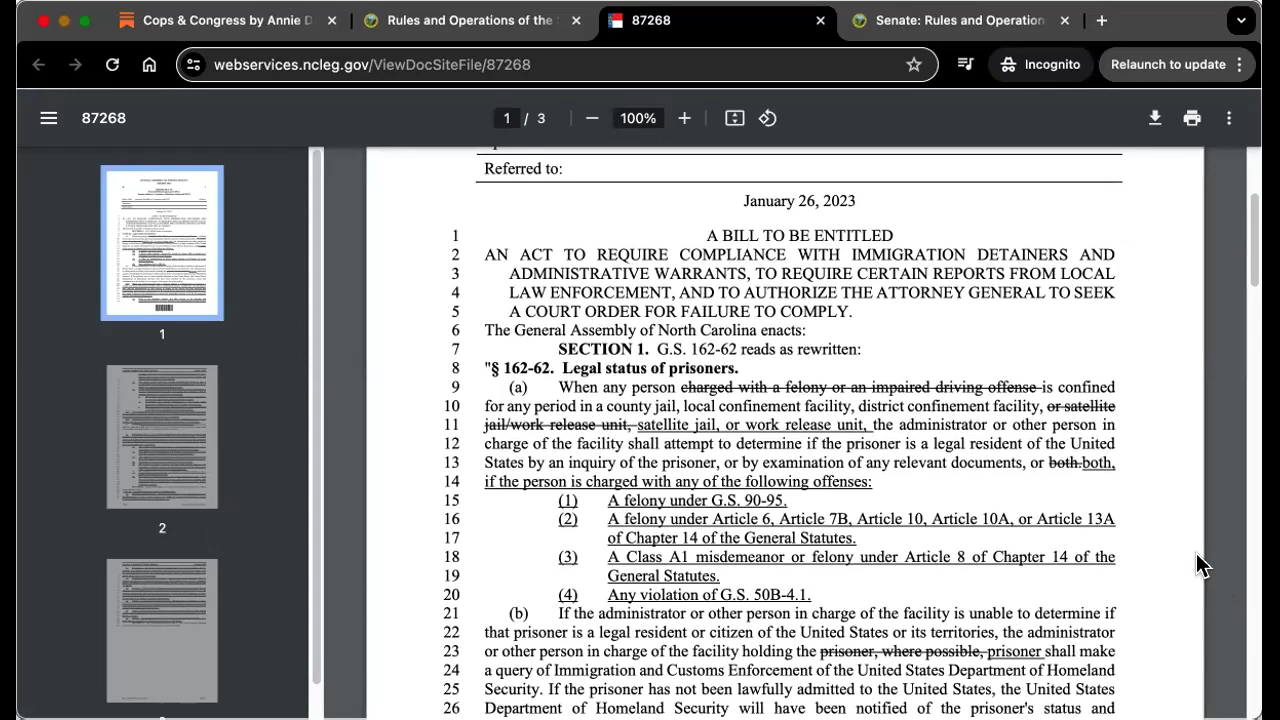 Cops & Congress by Annie D
Rules and Operations of the
87268
Senate: Rules and Operation
webservices.ncleg.gov/ViewDocSiteFile/87268
Incognito
Relaunch to update
87268
1 / 3
100%
1
2
Referred to:
January 26, 2023
1 A BILL TO BE ENTITLED
2 AN ACT TO REQUIRE COMPLIANCE WITH IMMIGRATION DETAINERS AND
3 ADMINISTRATIVE WARRANTS, TO REQUIRE CERTAIN REPORTS FROM LOCAL
4 LAW ENFORCEMENT, AND TO AUTHORIZE THE ATTORNEY GENERAL TO SEEK
5 A COURT ORDER FOR FAILURE TO COMPLY.
6 The General Assembly of North Carolina enacts:
7 SECTION 1. G.S. 162-62 reads as rewritten:
8 "§ 162-62. Legal status of prisoners.
9 (a) When any person charged with a felony or an impaired driving offense is confined
10 for any period in a county jail, local confinement facility, district confinement facility, or satellite
11 jail/work release unit, satellite jail, or work release unit, the administrator or other person in
12 charge of the facility shall attempt to determine if the prisoner is a legal resident of the United
13 States by an inquiry of the prisoner, or by examination of any relevant documents, or both.both,
14 if the person is charged with any of the following offenses:
15 (1) A felony under G.S. 90-95.
16 (2) A felony under Article 6, Article 7B, Article 10, Article 10A, or Article 13A
17 of Chapter 14 of the General Statutes.
18 (3) A Class A1 misdemeanor or felony under Article 8 of Chapter 14 of the
19 General Statutes.
20 (4) Any violation of G.S. 50B-4.1.
21 (b) If the administrator or other person in charge of the facility is unable to determine if
22 that prisoner is a legal resident or citizen of the United States or its territories, the administrator
23 or other person in charge of the facility holding the prisoner, where possible, prisoner shall make
24 a query of Immigration and Customs Enforcement of the United States Department of Homeland
25 Security. If the prisoner has not been lawfully admitted to the United States, the United States
26 Department of Homeland Security will have been notified of the prisoner's status and